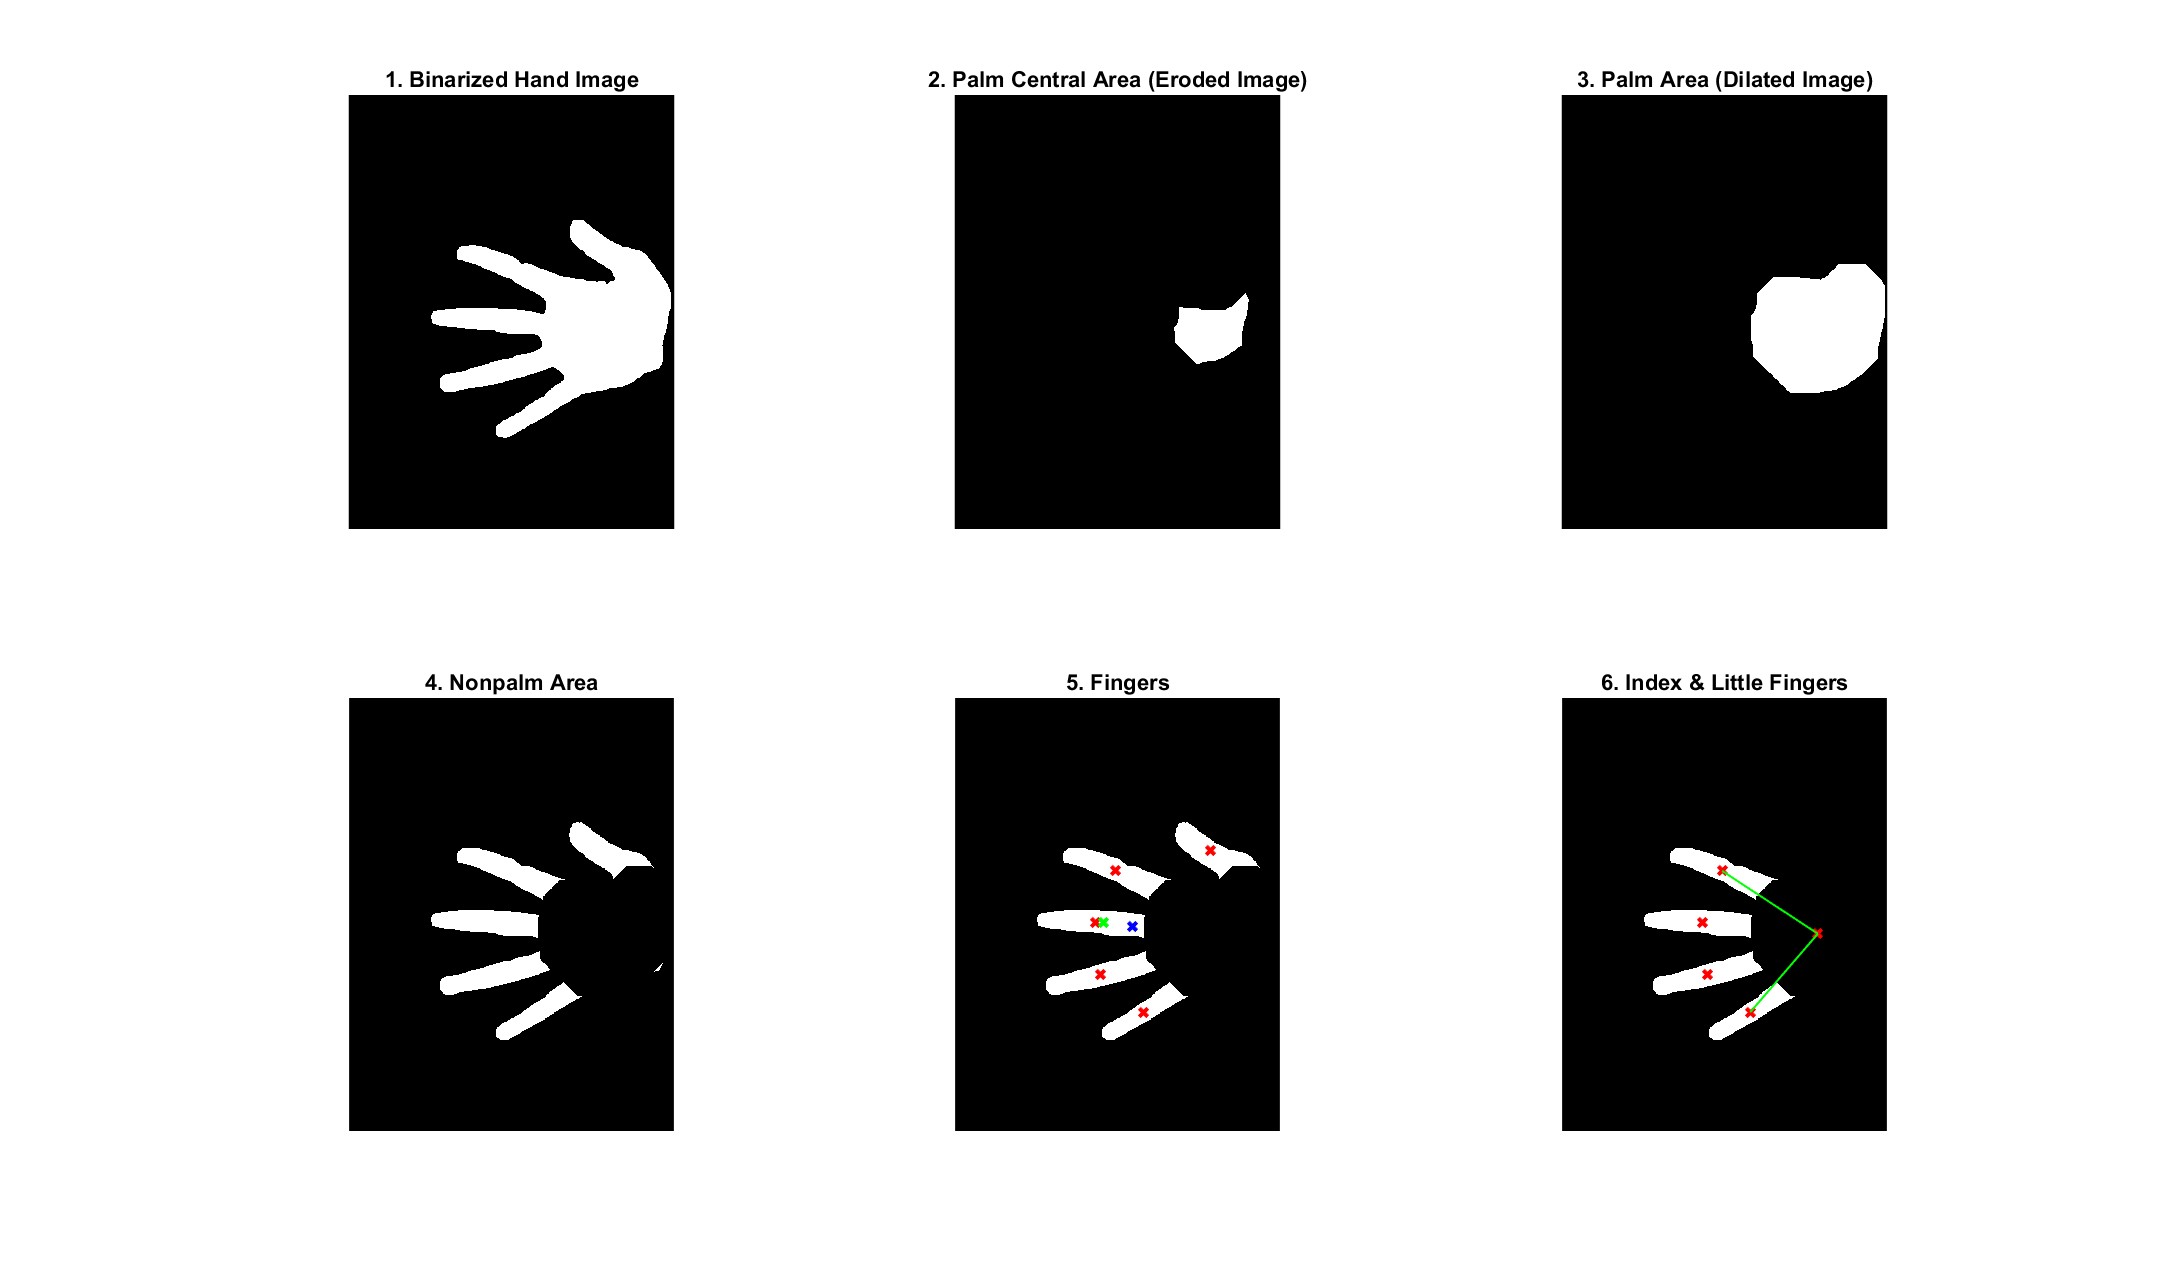 1. Binarized Hand Image
2. Palm Central Area (Eroded Image)
3. Palm Area (Dilated Image)
4. Nonpalm Area
5. Fingers
6. Index & Little Fingers